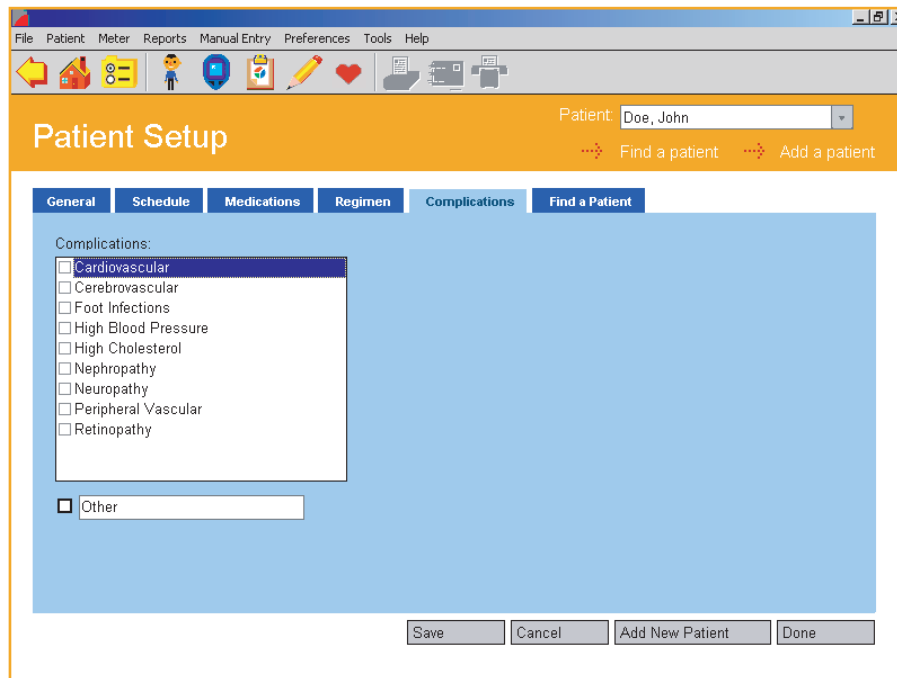 File Patient Meter Reports Manual Entry Preferences Tools Help
Patient: Doe, John
Patient Setup
Find a patient Add a patient
General Schedule Medications Regimen Complications Find a Patient
Complications:
Cardiovascular
Cerebrovascular
Foot Infections
High Blood Pressure
High Cholesterol
Nephropathy
Neuropathy
Peripheral Vascular
Retinopathy
Other
Save Cancel Add New Patient Done